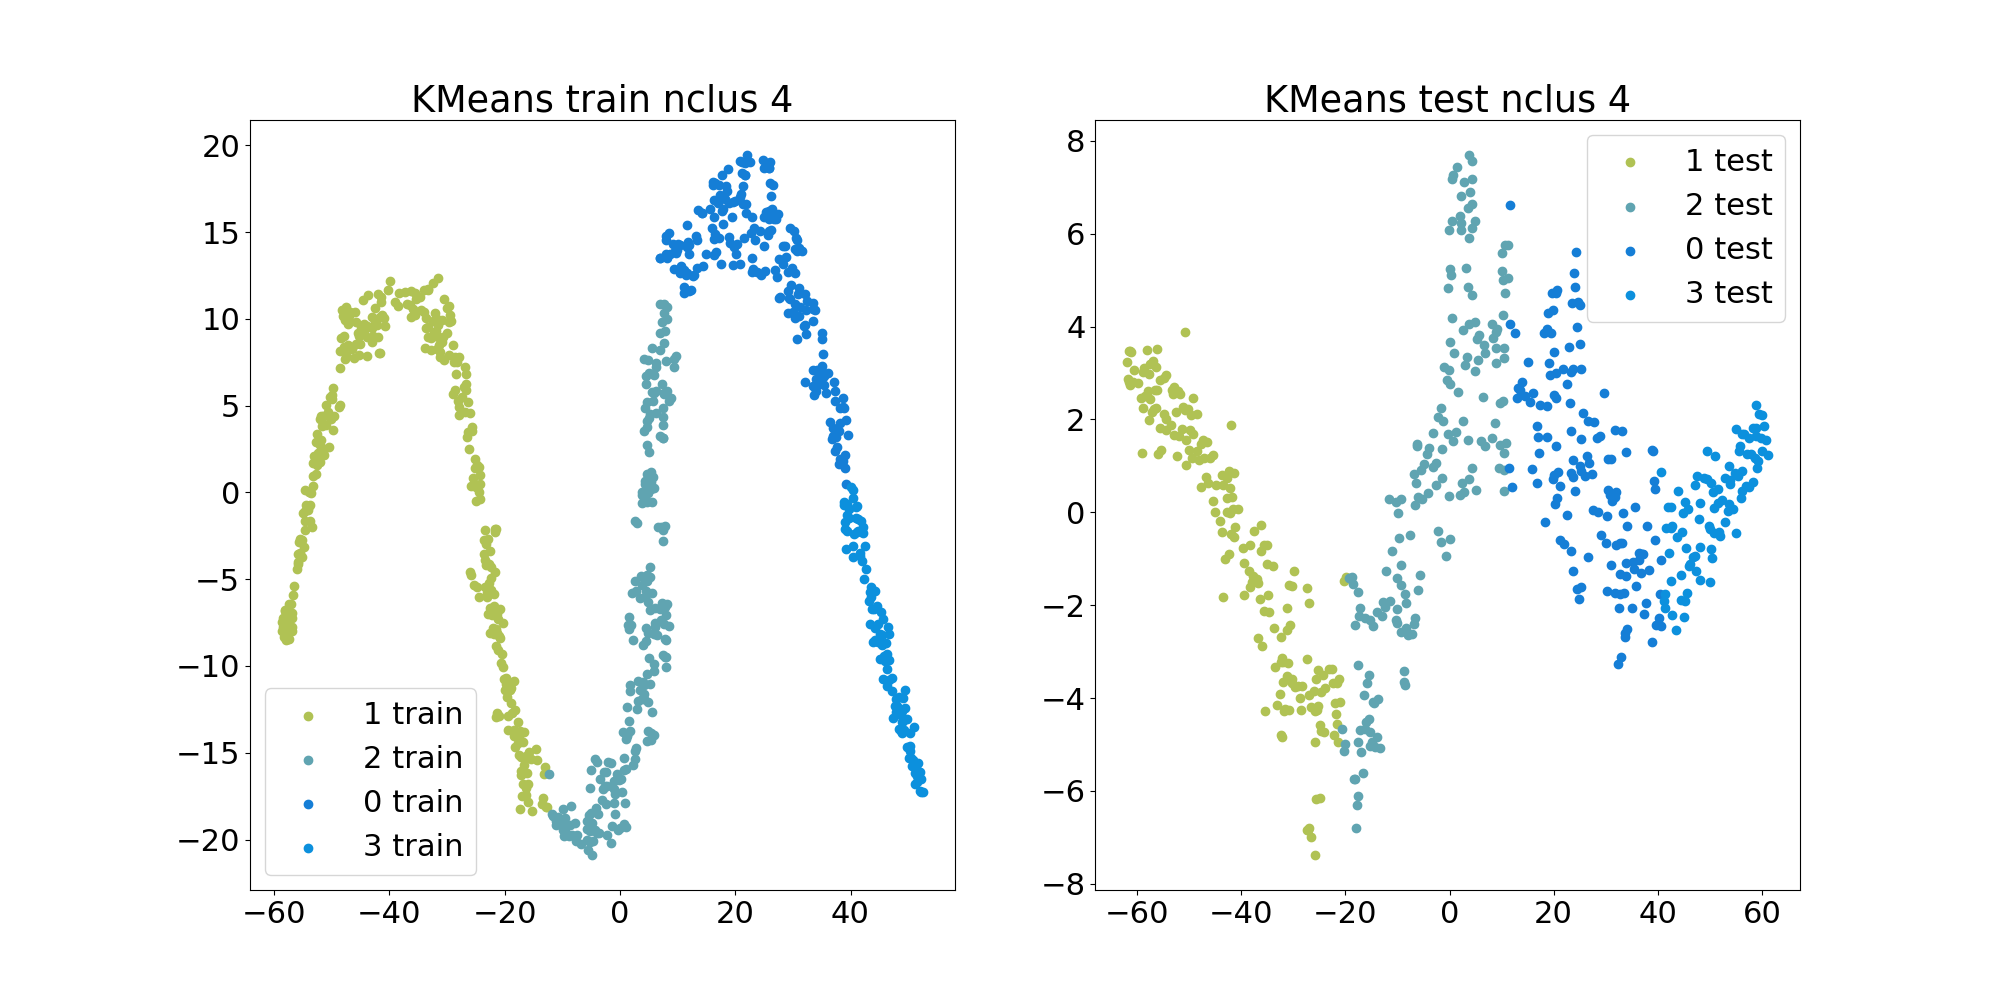 KMeans train nclus 4
20
15
10
5
0
−5
−10
−15
−20
−60 −40 −20 0 20 40
1 train
2 train
0 train
3 train
KMeans test nclus 4
8
6
4
2
0
−2
−4
−6
−8
−60 −40 −20 0 20 40 60
1 test
2 test
0 test
3 test